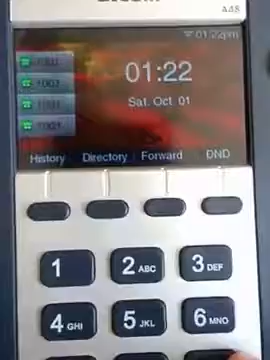 A48
01:22pm
01:22
Sat. Oct 01
History Directory Forward DND
1 2 ABC 3 DEF
4 GHI 5 JKL 6 MNO